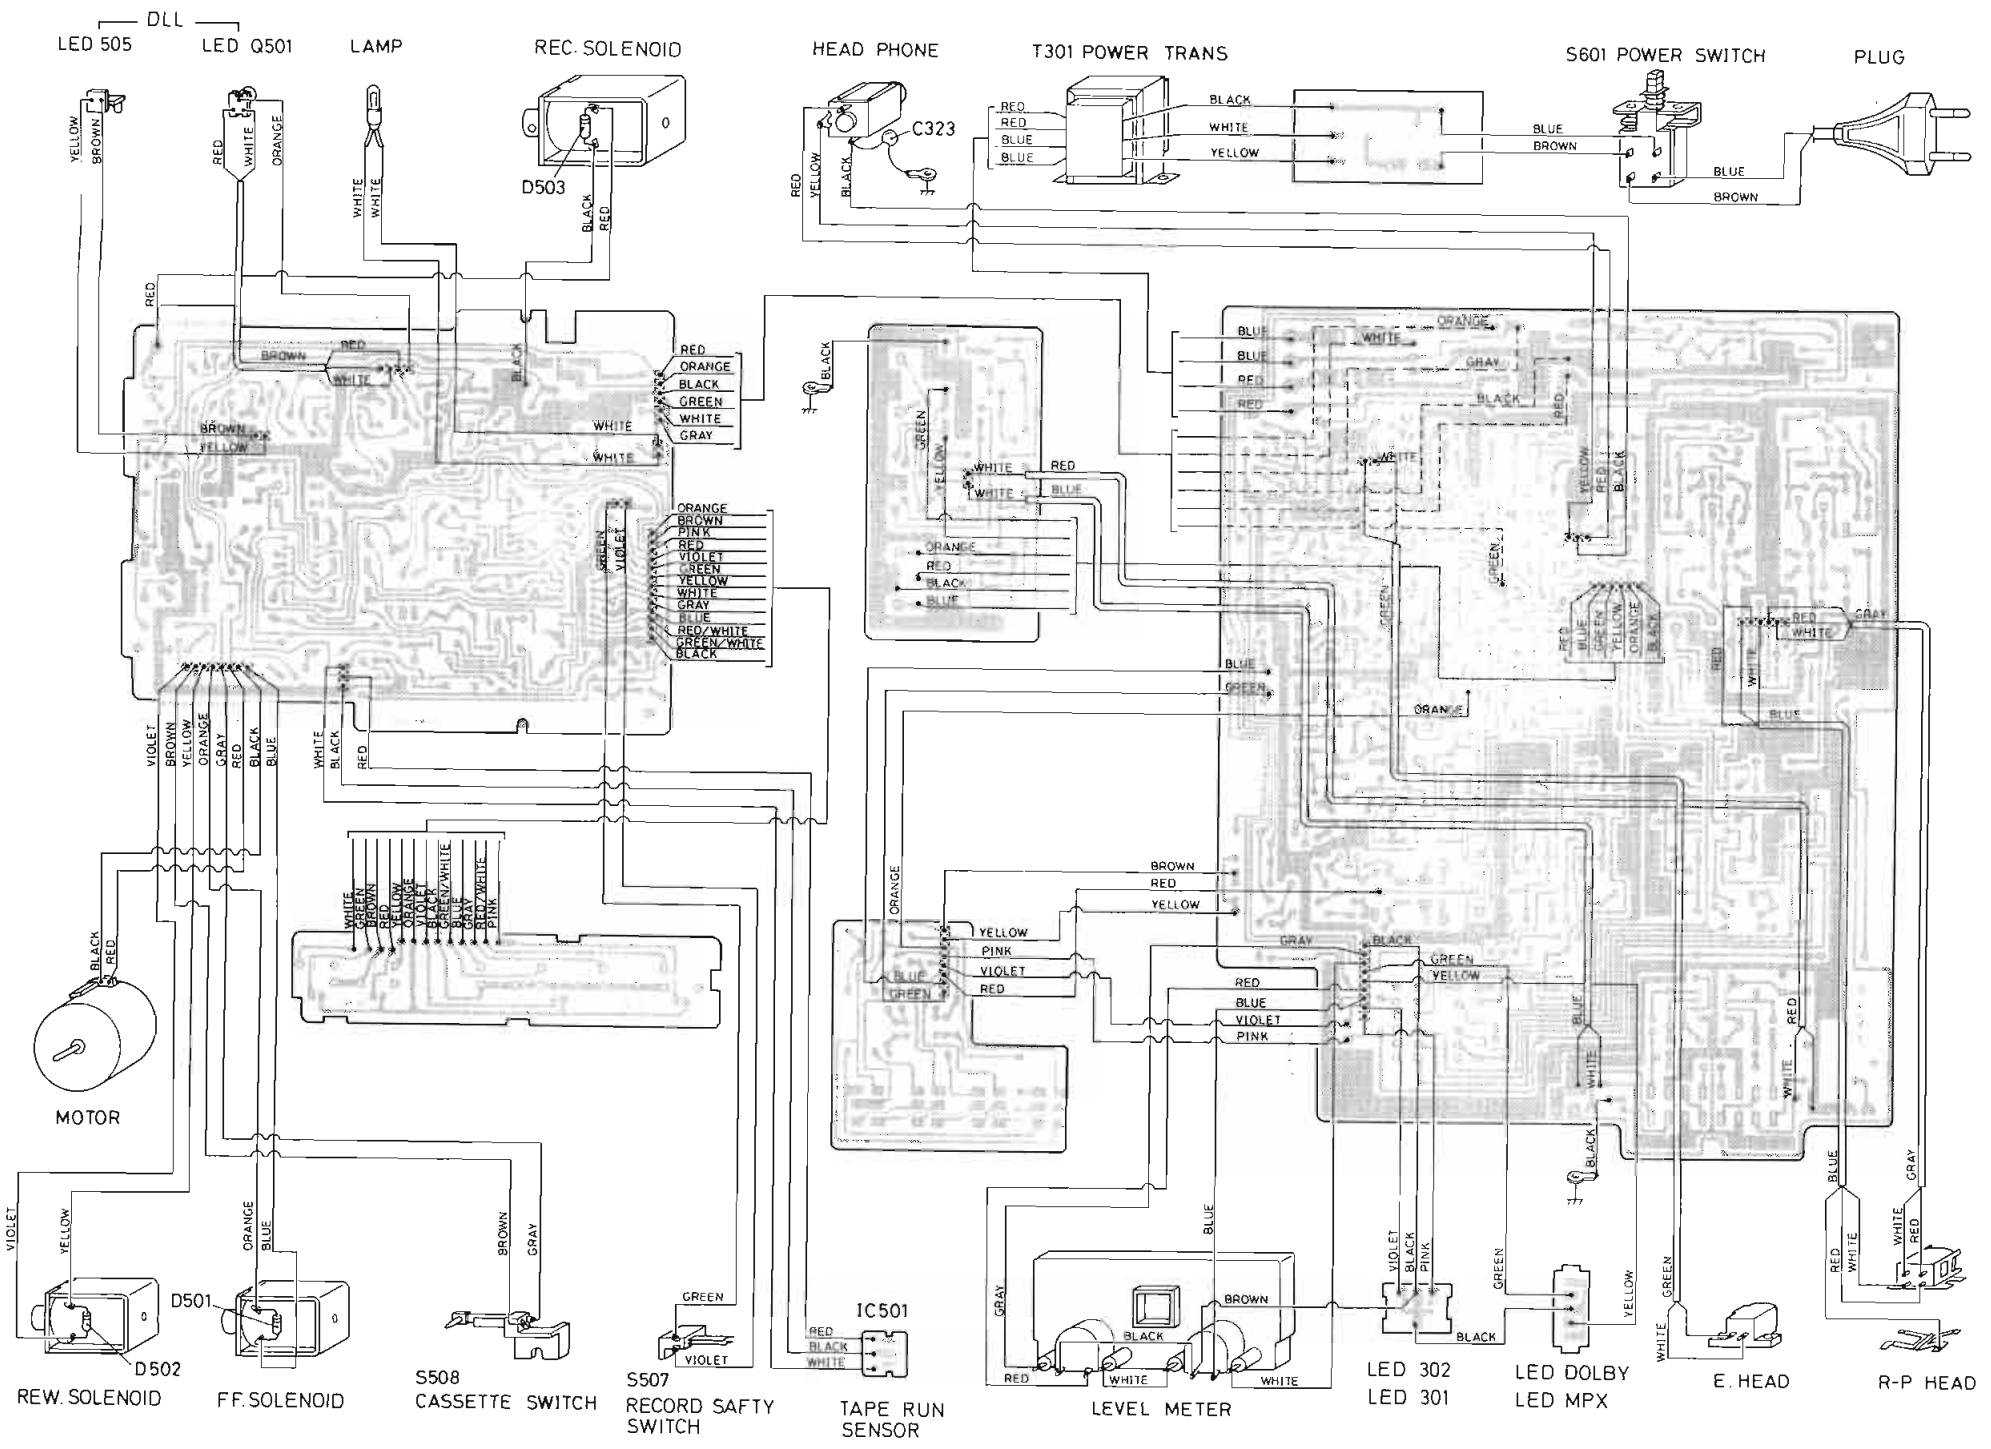 DLL
LED 505
LED Q501
LAMP
REC. SOLENOID
HEAD PHONE
T301 POWER TRANS
S601 POWER SWITCH
PLUG
YELLOW
BROWN
RED
WHITE
ORANGE
WHITE
WHITE
D503
BLACK
RED
C323
RED
YELLOW
BLACK
RED
RED
BLUE
BLUE
BLACK
WHITE
YELLOW
BLUE
BROWN
BLUE
BROWN
RED
BROWN
RED
WHITE
BLACK
BROWN
YELLOW
WHITE
WHITE
RED
ORANGE
BLACK
GREEN
WHITE
GRAY
GREEN
VIOLET
ORANGE
BROWN
PINK
RED
VIOLET
GREEN
YELLOW
WHITE
GRAY
BLUE
RED/WHITE
GREEN/WHITE
BLACK
BLACK
GREEN
YELLOW
WHITE
RED
WHITE
BLUE
ORANGE
RED
BLACK
BLUE
BLUE
BLUE
RED
RED
ORANGE
WHITE
GRAY
BLACK
RED
WHITE
YELLOW
RED
BLACK
GREEN
GREEN
RED
BLUE
GREEN
YELLOW
ORANGE
BLACK
RED
WHITE
GRAY
RED
WHITE
BLUE
BLUE
GREEN
ORANGE
VIOLET
BROWN
YELLOW
ORANGE
GRAY
RED
BLACK
BLUE
WHITE
BLACK
RED
WHITE
GREEN
BROWN
RED
YELLOW
ORANGE
VIOLET
BLACK
GREEN/WHITE
BLUE
GRAY
RED/WHITE
PINK
BLACK
RED
MOTOR
ORANGE
BROWN
RED
YELLOW
YELLOW
PINK
VIOLET
RED
BLUE
GREEN
GRAY
BLACK
GREEN
YELLOW
RED
BLUE
VIOLET
PINK
BLUE
WHITE
RED
WHITE
BLACK
BLUE
GRAY
VIOLET
YELLOW
ORANGE
BLUE
BROWN
GRAY
D501
D502
REW. SOLENOID
FF. SOLENOID
S508
CASSETTE SWITCH
GREEN
VIOLET
S507
RECORD SAFTY
SWITCH
IC501
RED
BLACK
WHITE
TAPE RUN
SENSOR
GRAY
BLUE
RED
BLACK
WHITE
BROWN
WHITE
LEVEL METER
VIOLET
BLACK
PINK
BLACK
LED 302
LED 301
GREEN
YELLOW
LED DOLBY
LED MPX
GREEN
WHITE
E. HEAD
RED
WHITE
WHITE
RED
R-P HEAD